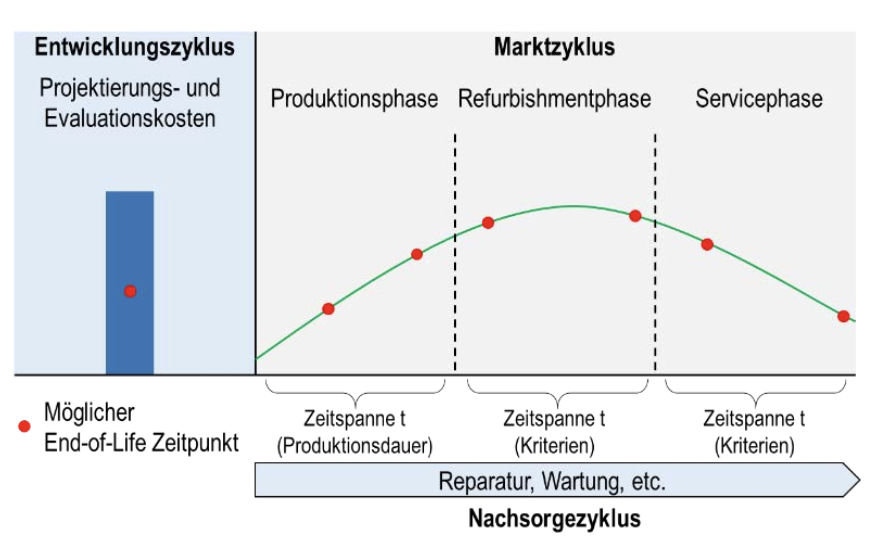 Entwicklungszyklus
Projektierungs- und
Evaluationskosten
Marktzyklus
Produktionsphase
Refurbishmentphase
Servicephase
Möglicher
End-of-Life Zeitpunkt
Zeitspanne t
(Produktionsdauer)
Zeitspanne t
(Kriterien)
Zeitspanne t
(Kriterien)
Reparatur, Wartung, etc.
Nachsorgezyklus